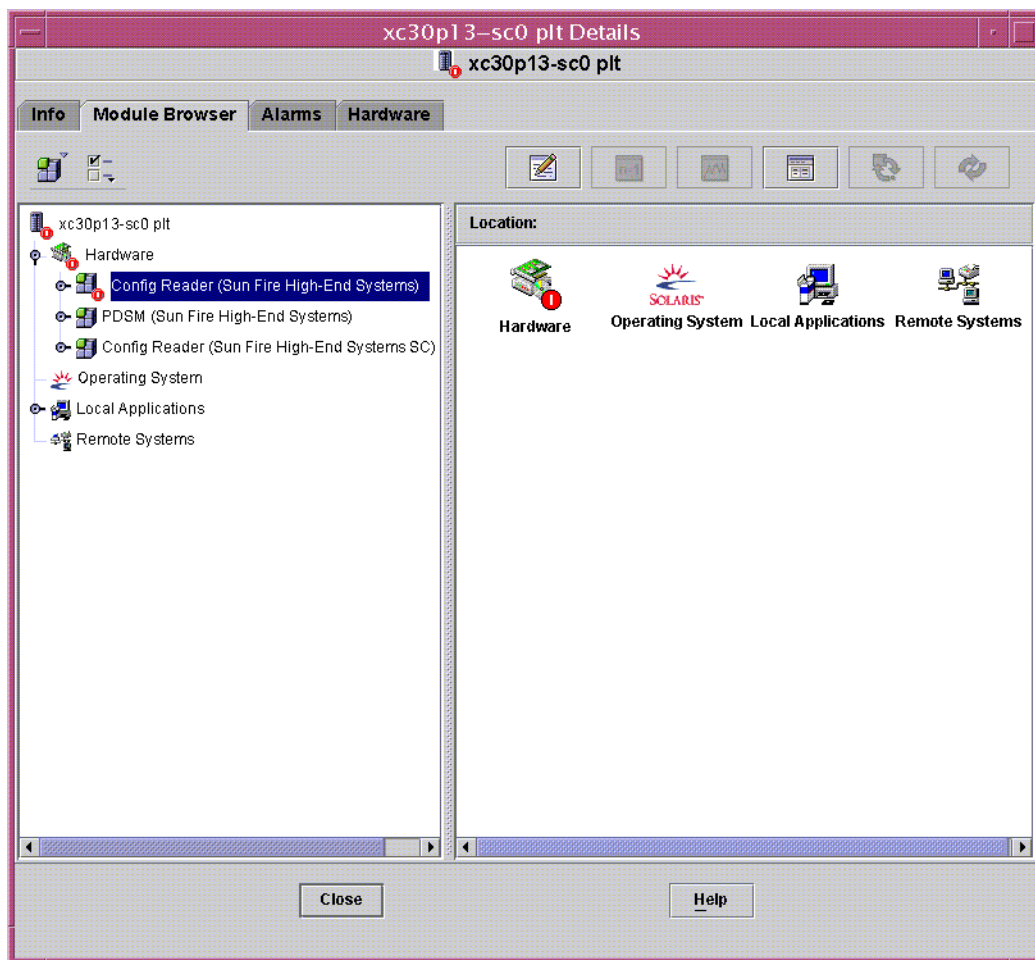 xc30p13-sc0 plt Details
xc30p13-sc0 plt
Info Module Browser Alarms Hardware
xc30p13-sc0 plt
Hardware
Config Reader (Sun Fire High-End Systems)
PDSM (Sun Fire High-End Systems)
Config Reader (Sun Fire High-End Systems SC)
Operating System
Local Applications
Remote Systems
Location:
SOLARIS
Hardware Operating System Local Applications Remote Systems
Close Help